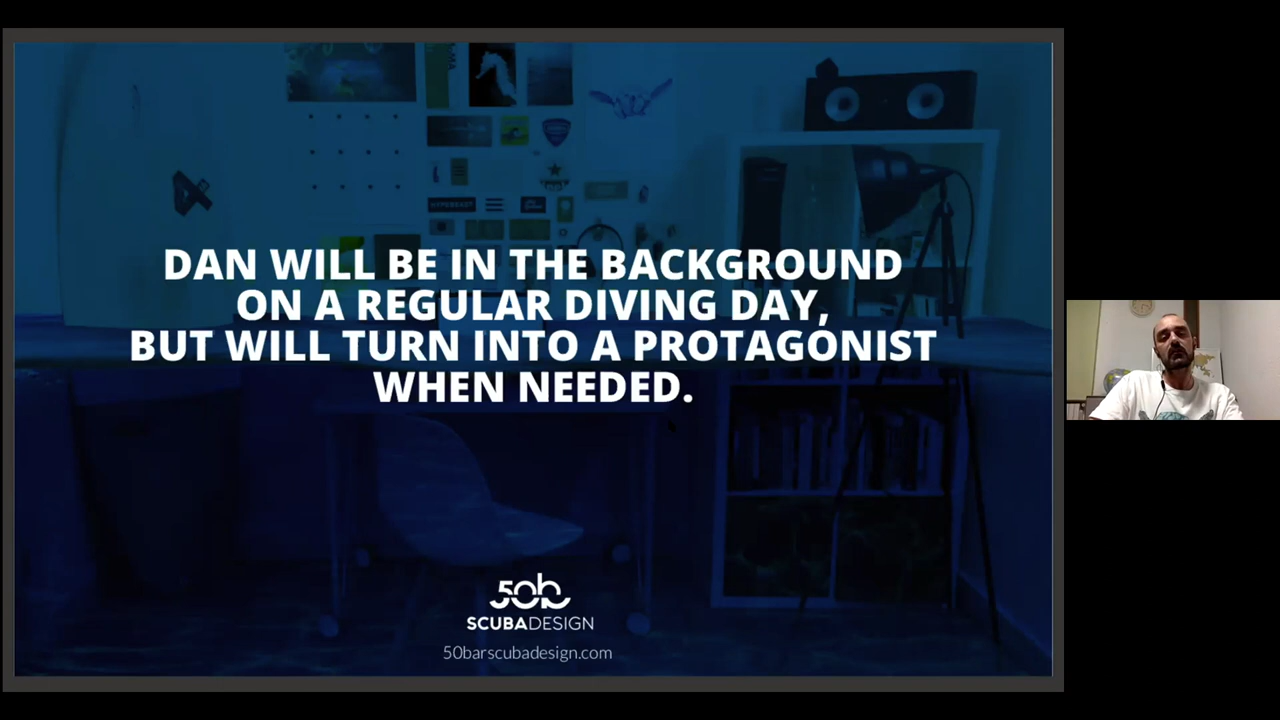 DAN WILL BE IN THE BACKGROUND
ON A REGULAR DIVING DAY,
BUT WILL TURN INTO A PROTAGONIST
WHEN NEEDED.
50b
SCUBADESIGN
50barscubadesign.com